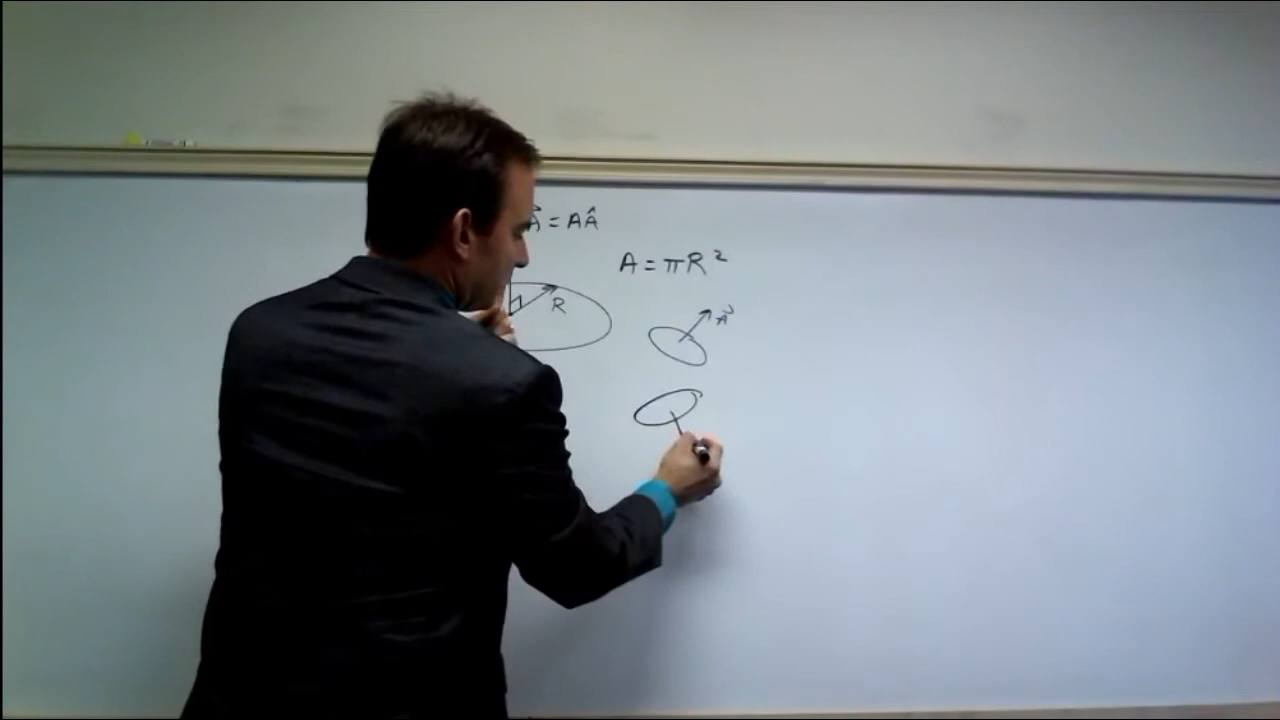 A⃗ = AÂ
A = πR²
R
A⃗